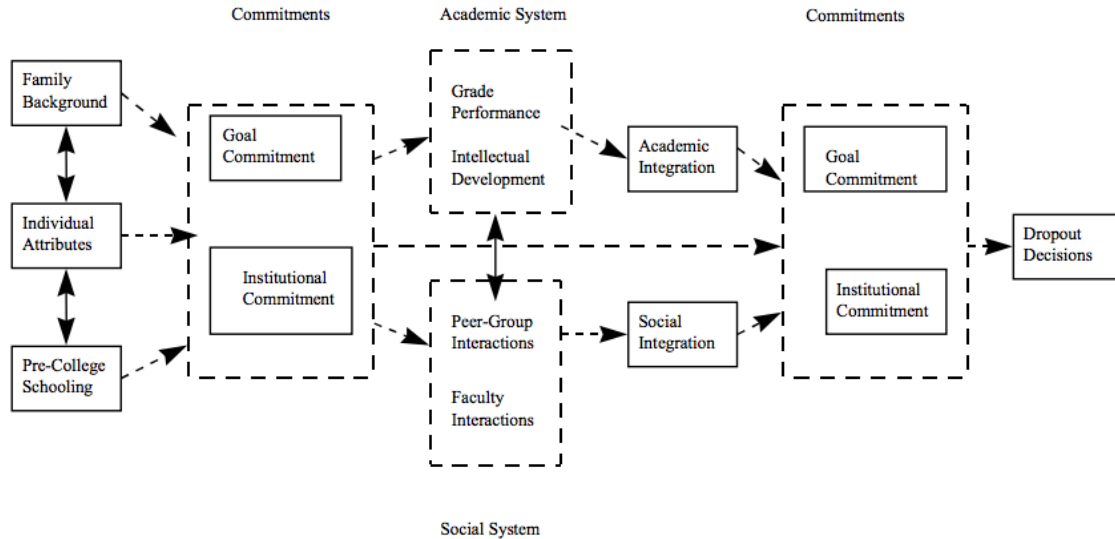 Commitments
Academic System
Commitments
Family
Background
Individual
Attributes
Pre-College
Schooling
Goal
Commitment
Institutional
Commitment
Grade
Performance
Intellectual
Development
Peer-Group
Interactions
Faculty
Interactions
Academic
Integration
Social
Integration
Goal
Commitment
Institutional
Commitment
Dropout
Decisions
Social System